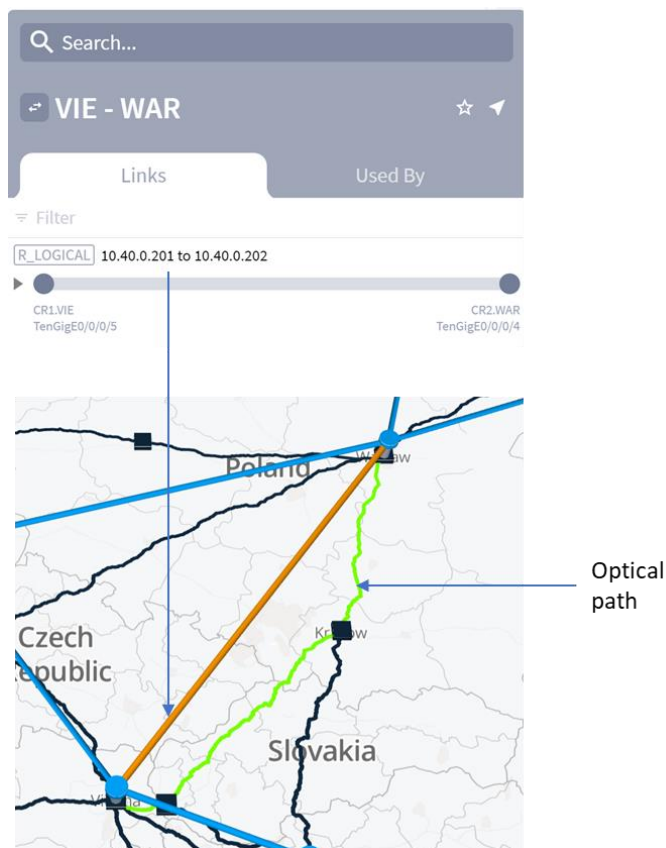 Search...
VIE - WAR
Links
Used By
Filter
R_LOGICAL 10.40.0.201 to 10.40.0.202
CR1.VIE
TenGigE0/0/0/5
CR2.WAR
TenGigE0/0/0/4
Poland
Optical
path
Czech
Slovakia